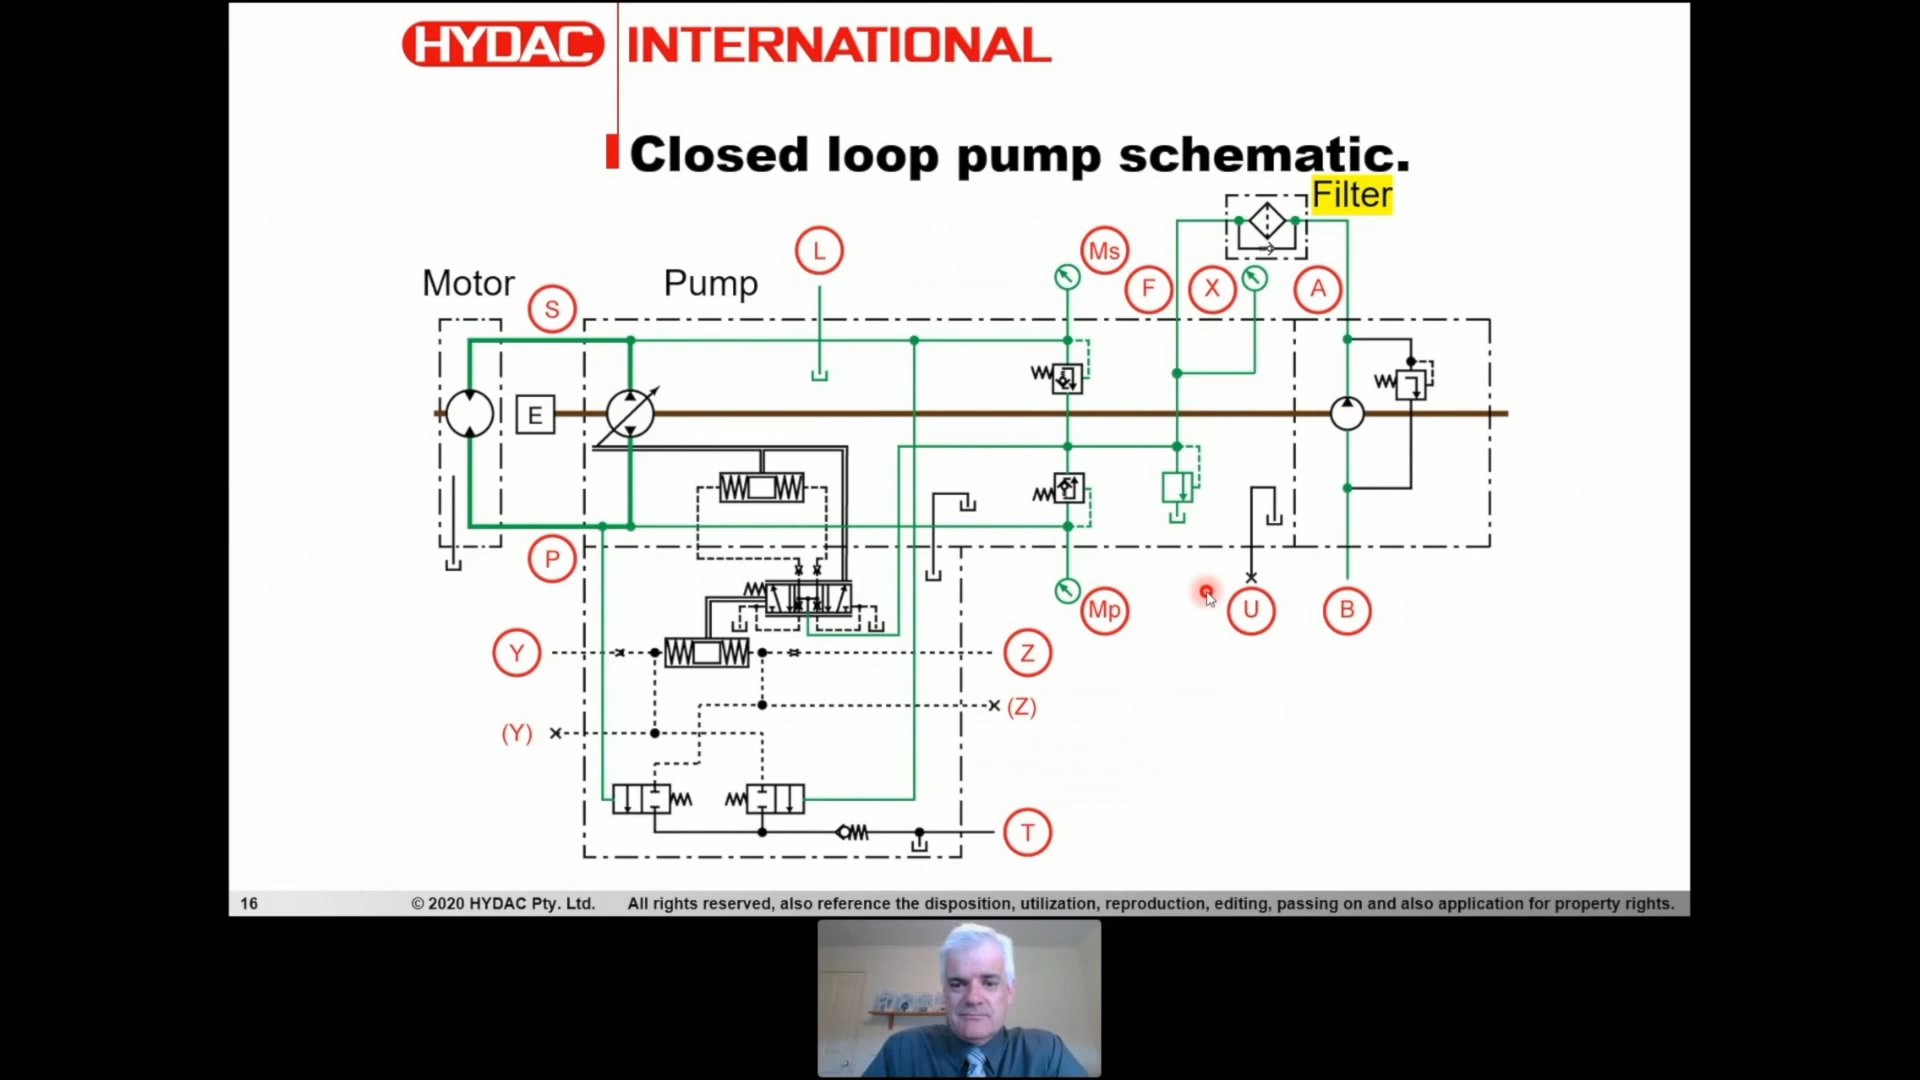 HYDAC INTERNATIONAL
Closed loop pump schematic.
Filter
L
Ms
Motor
S
Pump
F
X
A
E
P
Mp
U
B
Y
Z
(Z)
(Y)
T
16
© 2020 HYDAC Pty. Ltd.
All rights reserved, also reference the disposition, utilization, reproduction, editing, passing on and also application for property rights.